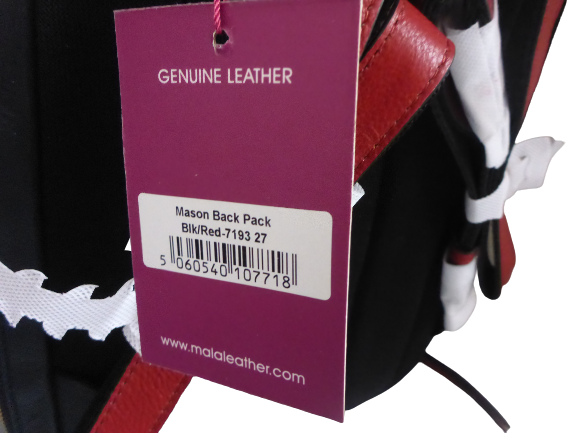 GENUINE LEATHER
Mason Back Pack
Blk/Red-7193 27
5 060540 107718
www.malaleather.com